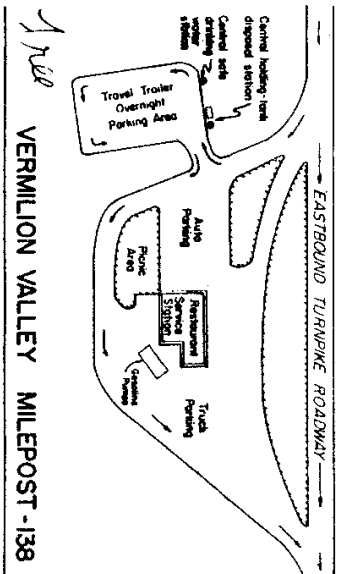 EASTBOUND TURNPIKE ROADWAY
Central holding-tank
disposal station
Central safe
drinking
water
station
Travel Trailer
Overnight
Parking Area
Auto
Parking
Picnic
Area
Restaurant
Service
Station
Gasoline
Pumps
Truck
Parking
VERMILION VALLEY MILEPOST-138